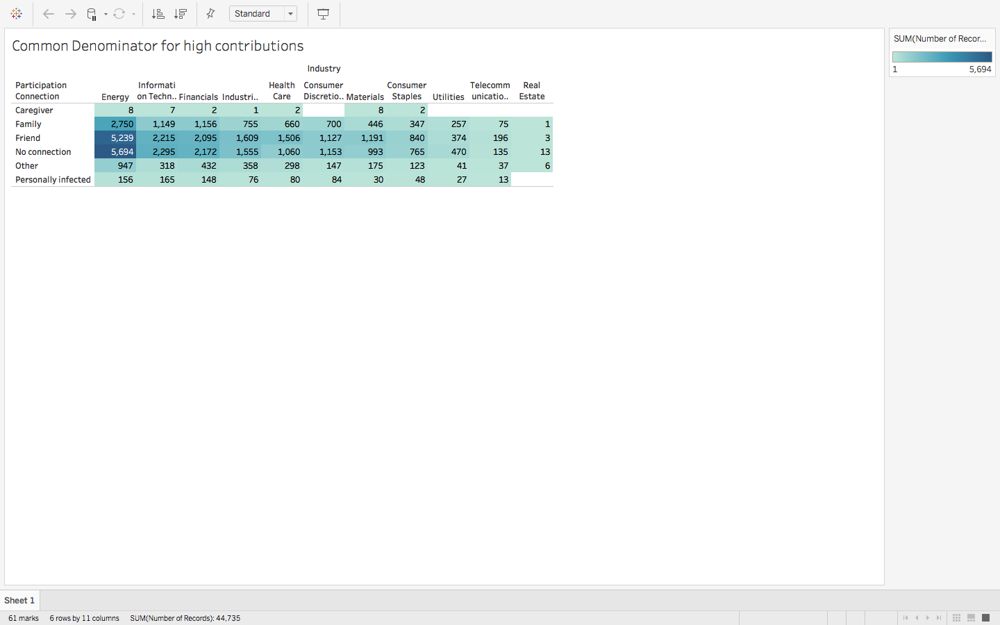 Standard
Common Denominator for high contributions
SUM(Number of Recor...
1 5,694
Industry
Participation Connection Energy Informati on Techn.. Financials Industri.. Health Care Consumer Discretio.. Materials Consumer Staples Utilities Telecomm unicatio.. Real Estate
Caregiver 8 7 2 1 2 8 2
Family 2,750 1,149 1,156 755 660 700 446 347 257 75 1
Friend 5,239 2,215 2,095 1,609 1,506 1,127 1,191 840 374 196 3
No connection 5,694 2,295 2,172 1,555 1,060 1,153 993 765 470 135 13
Other 947 318 432 358 298 147 175 123 41 37 6
Personally infected 156 165 148 76 80 84 30 48 27 13
Sheet 1
61 marks 6 rows by 11 columns SUM(Number of Records): 44,735